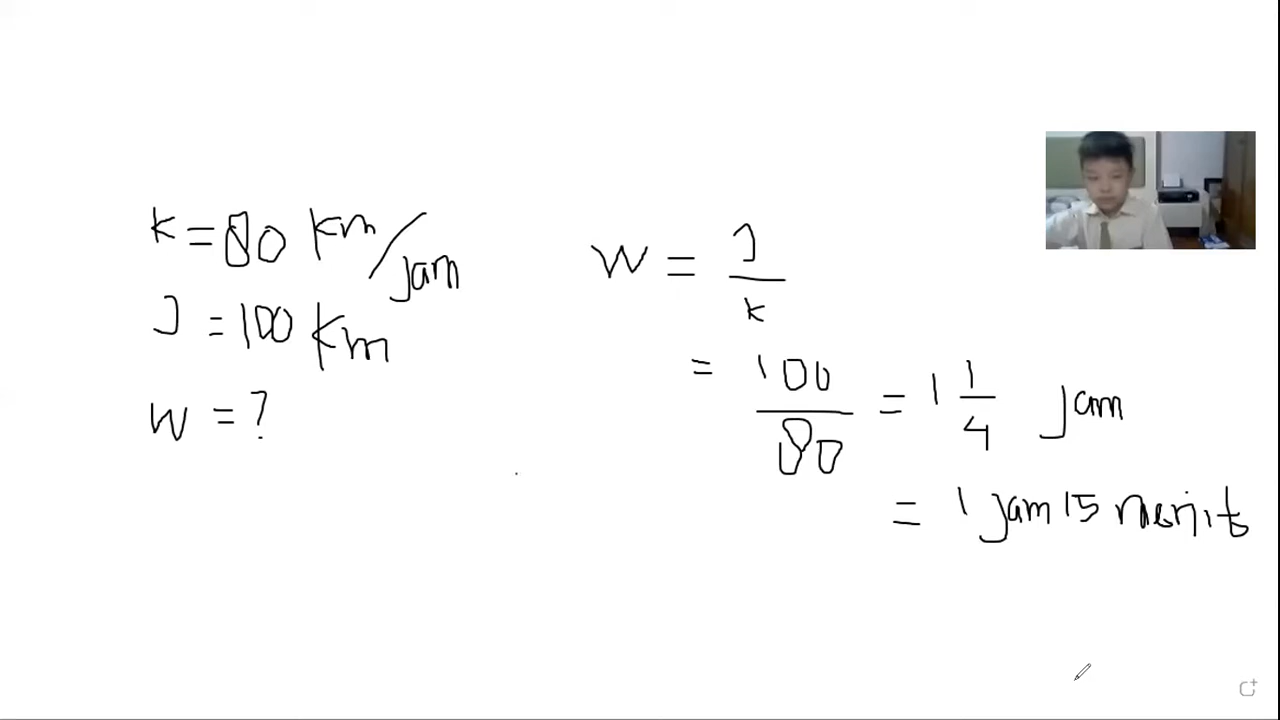 K = 80 km/jam
J = 100 km
W = ?
W = J/K
= 100/80 = 1 1/4 jam
= 1 jam 15 menit